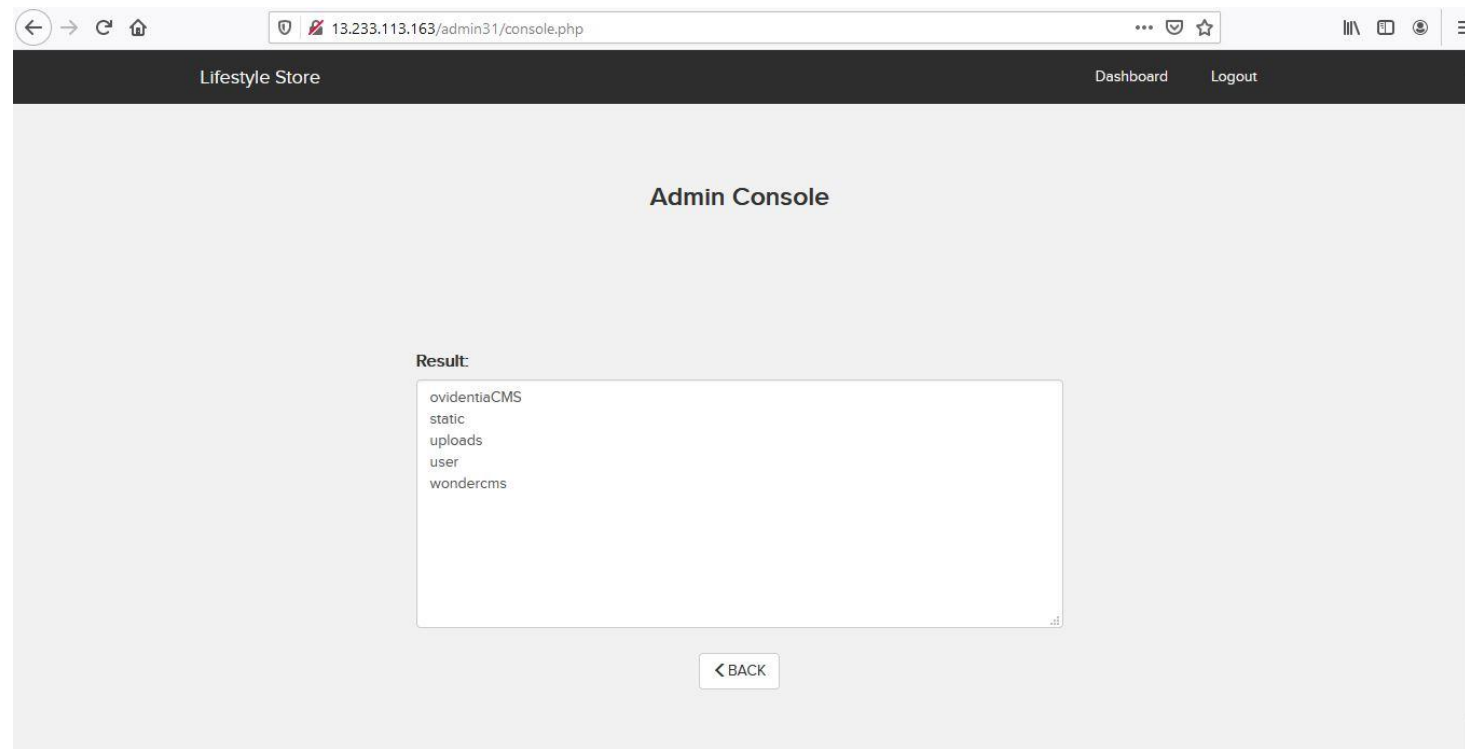 13.233.113.163/admin31/console.php
Lifestyle Store Dashboard Logout
Admin Console
Result:
ovidentiaCMS
static
uploads
user
wondercms
BACK